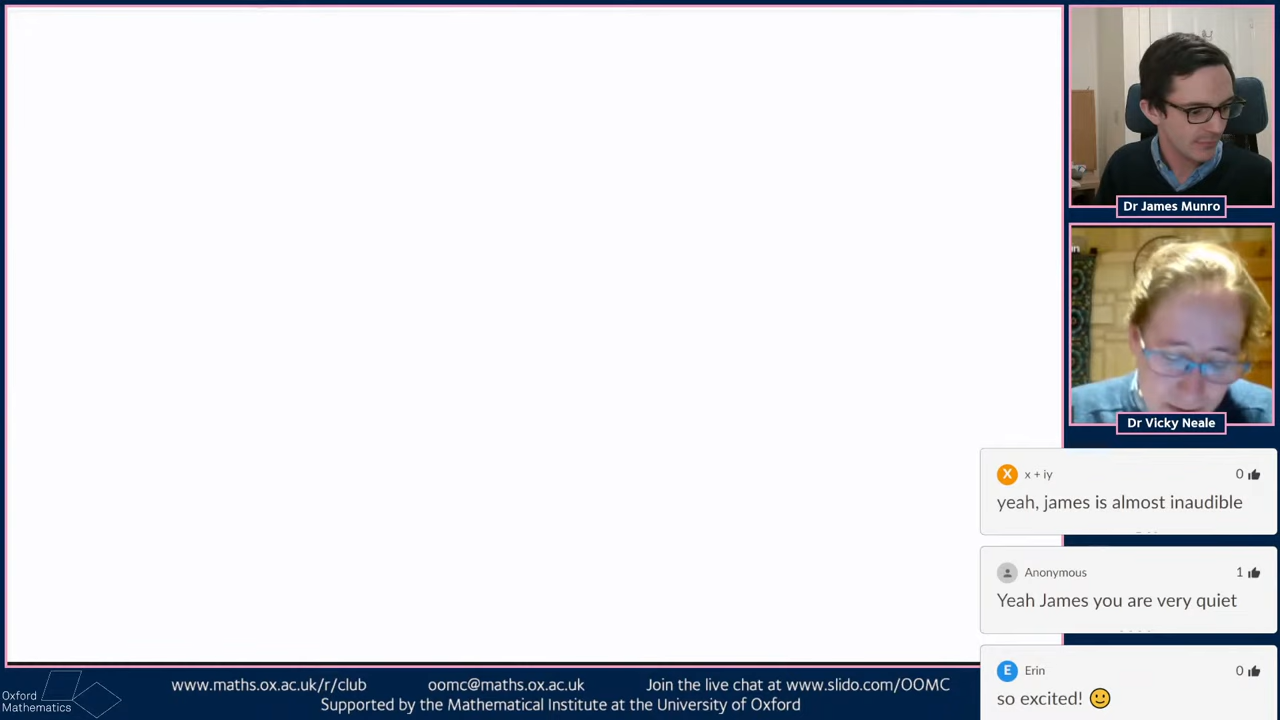 Dr James Munro
Dr Vicky Neale
x + iy
0
yeah, james is almost inaudible
Anonymous
1
Yeah James you are very quiet
E
Erin
0
so excited! 🙂
X
Oxford
Mathematics
www.maths.ox.ac.uk/r/club
oomc@maths.ox.ac.uk
Join the live chat at www.slido.com/OOMC
Supported by the Mathematical Institute at the University of Oxford